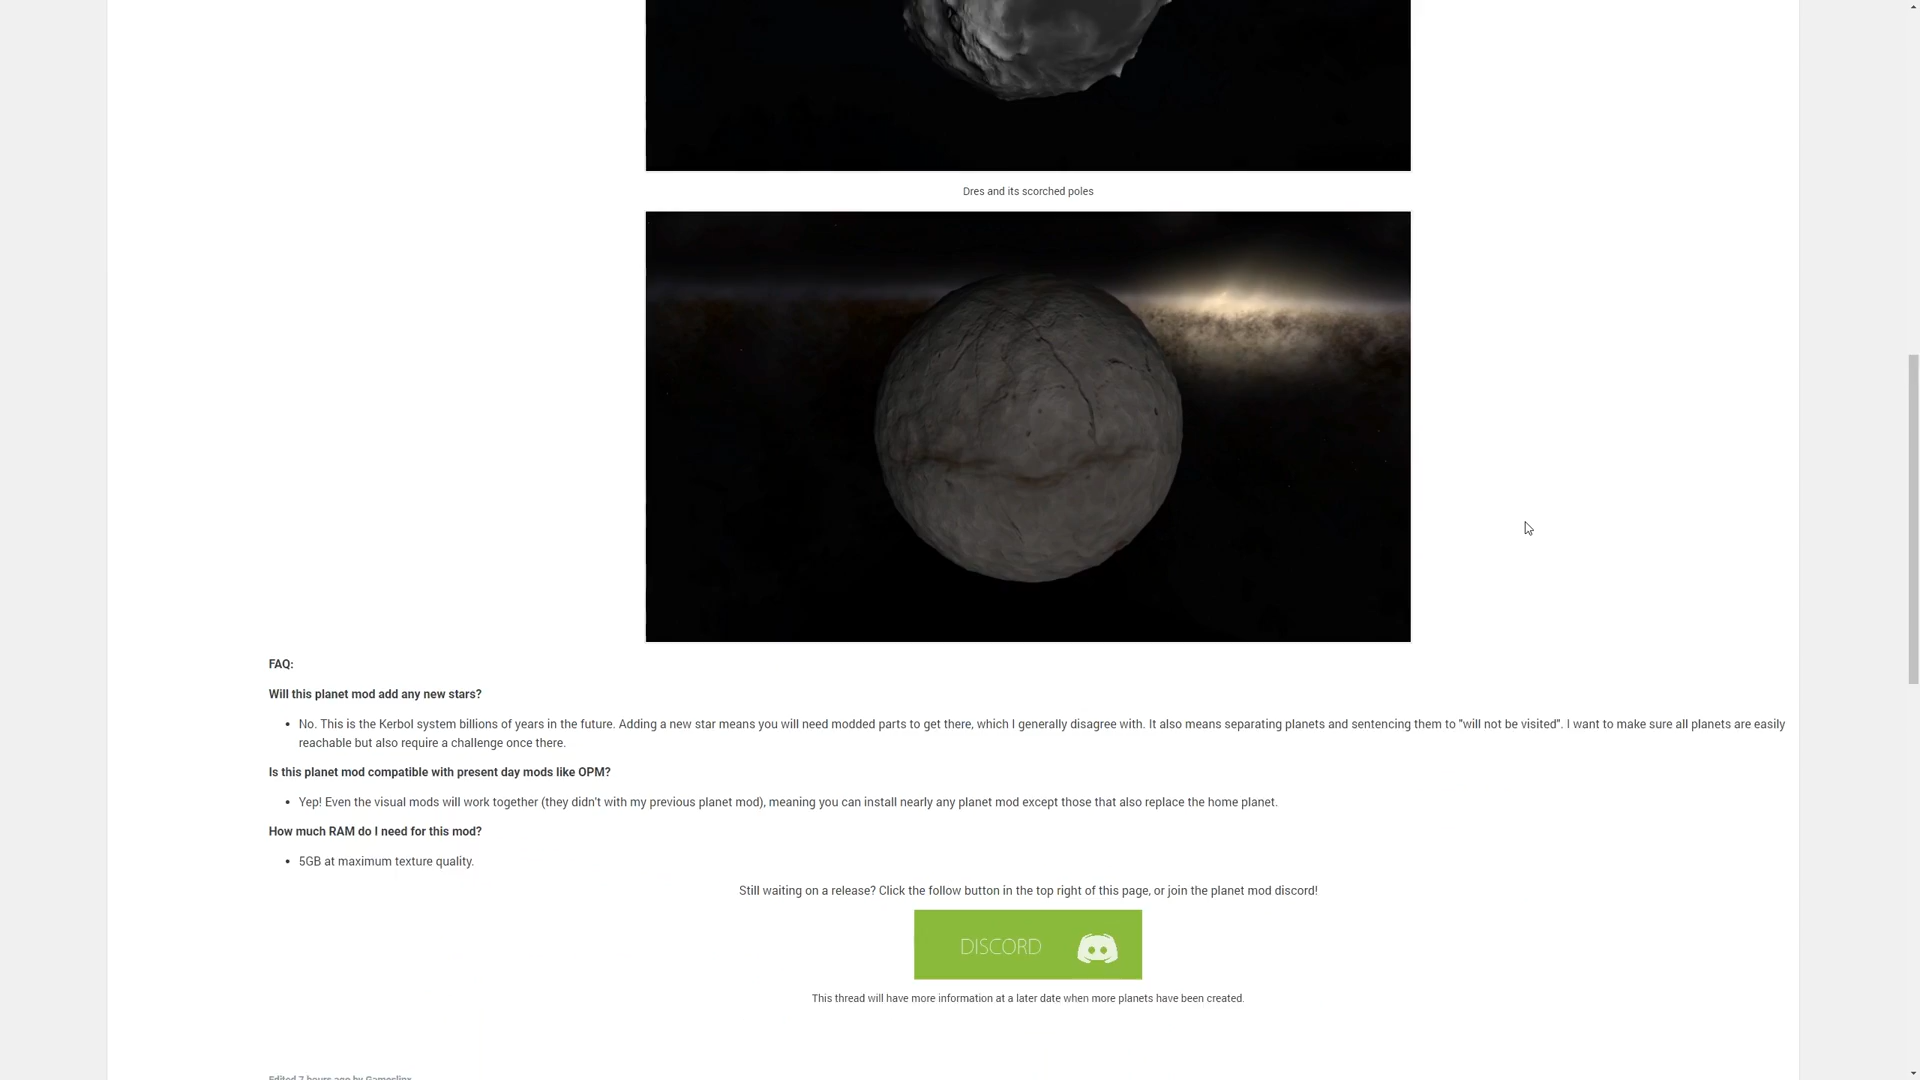 Dres and its scorched poles
FAQ:
Will this planet mod add any new stars?
No. This is the Kerbol system billions of years in the future. Adding a new star means you will need modded parts to get there, which I generally disagree with. It also means separating planets and sentencing them to "will not be visited". I want to make sure all planets are easily
reachable but also require a challenge once there.
Is this planet mod compatible with present day mods like OPM?
Yep! Even the visual mods will work together (they didn't with my previous planet mod), meaning you can install nearly any planet mod except those that also replace the home planet.
How much RAM do I need for this mod?
5GB at maximum texture quality.
Still waiting on a release? Click the follow button in the top right of this page, or join the planet mod discord!
DISCORD
This thread will have more information at a later date when more planets have been created.
Edited 7 hours ago by Gameslinx